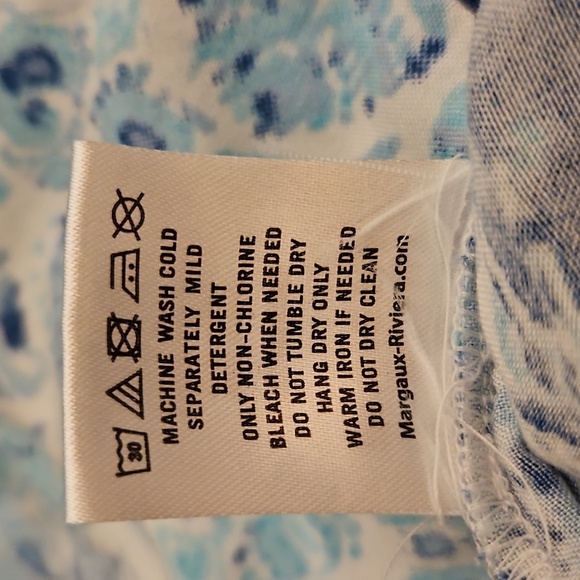 30
MACHINE WASH COLD
SEPARATELY MILD
DETERGENT
ONLY NON-CHLORINE
BLEACH WHEN NEEDED
DO NOT TUMBLE DRY
HANG DRY ONLY
WARM IRON IF NEEDED
DO NOT DRY CLEAN
Margaux-Riviera.com